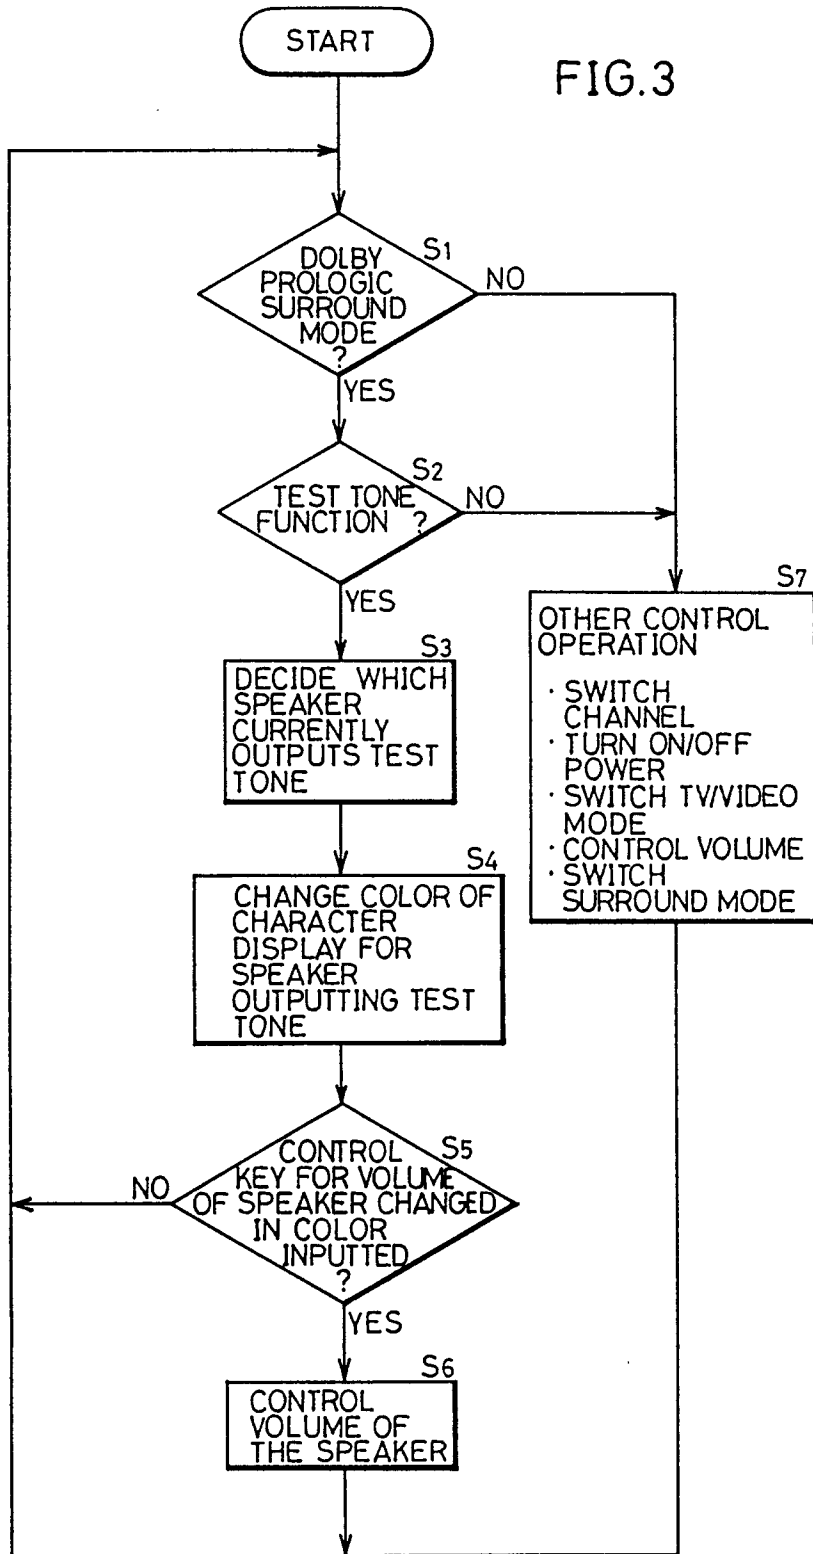 START
FIG.3
S1
DOLBY
PROLOGIC
SURROUND
MODE
?
NO
YES
S2
TEST TONE
FUNCTION ?
NO
YES
S3
DECIDE WHICH
SPEAKER
CURRENTLY
OUTPUTS TEST
TONE
S4
CHANGE COLOR OF
CHARACTER
DISPLAY FOR
SPEAKER
OUTPUTTING TEST
TONE
S5
CONTROL
KEY FOR VOLUME
OF SPEAKER CHANGED
IN COLOR
INPUTTED
?
NO
YES
S6
CONTROL
VOLUME OF
THE SPEAKER
S7
OTHER CONTROL
OPERATION
· SWITCH
CHANNEL
· TURN ON/OFF
POWER
· SWITCH TV/VIDEO
MODE
· CONTROL VOLUME
· SWITCH
SURROUND MODE